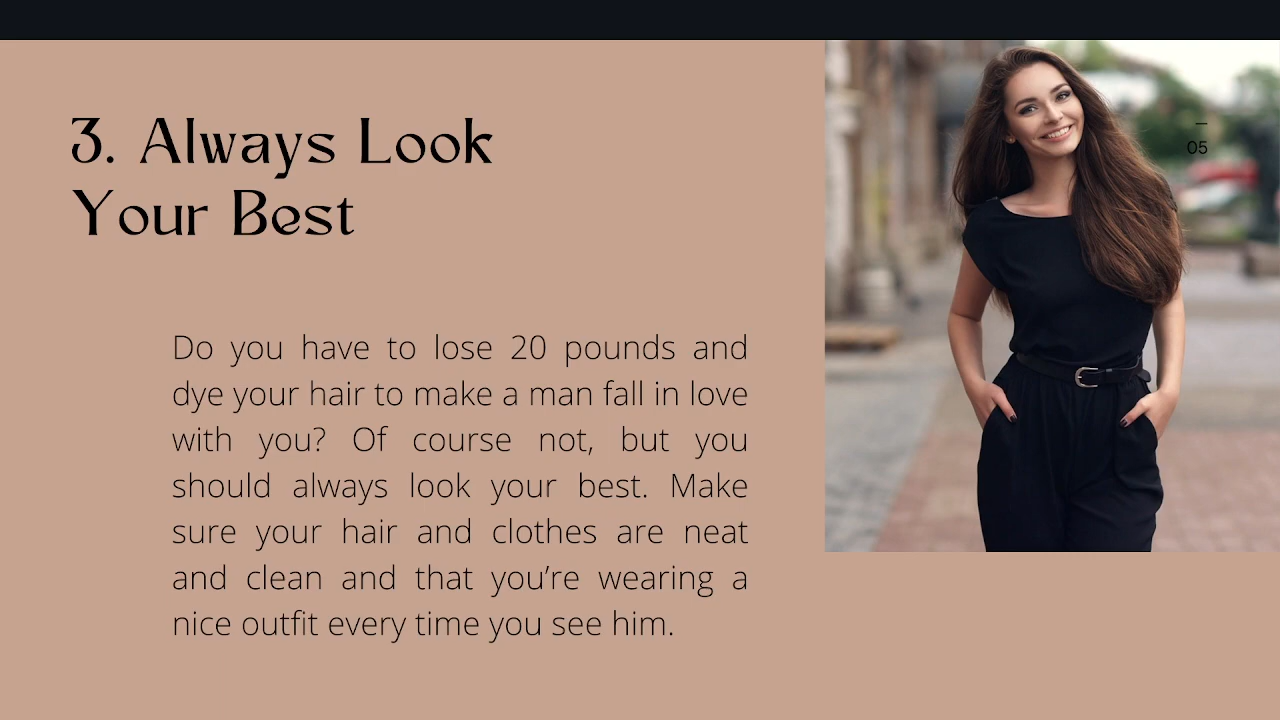 3. Always Look
Your Best
—
05
Do you have to lose 20 pounds and
dye your hair to make a man fall in love
with you? Of course not, but you
should always look your best. Make
sure your hair and clothes are neat
and clean and that you’re wearing a
nice outfit every time you see him.